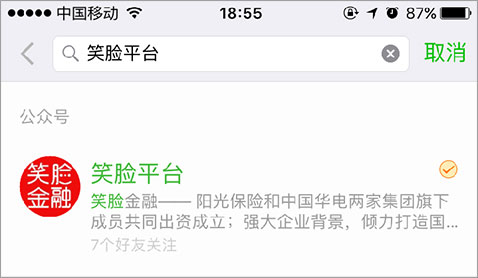 中国移动 18:55 87%
笑脸平台 取消
公众号
笑脸金融
笑脸平台
笑脸金融—— 阳光保险和中国华电两家集团旗下
成员共同出资成立；强大企业背景，倾力打造国...
7个好友关注